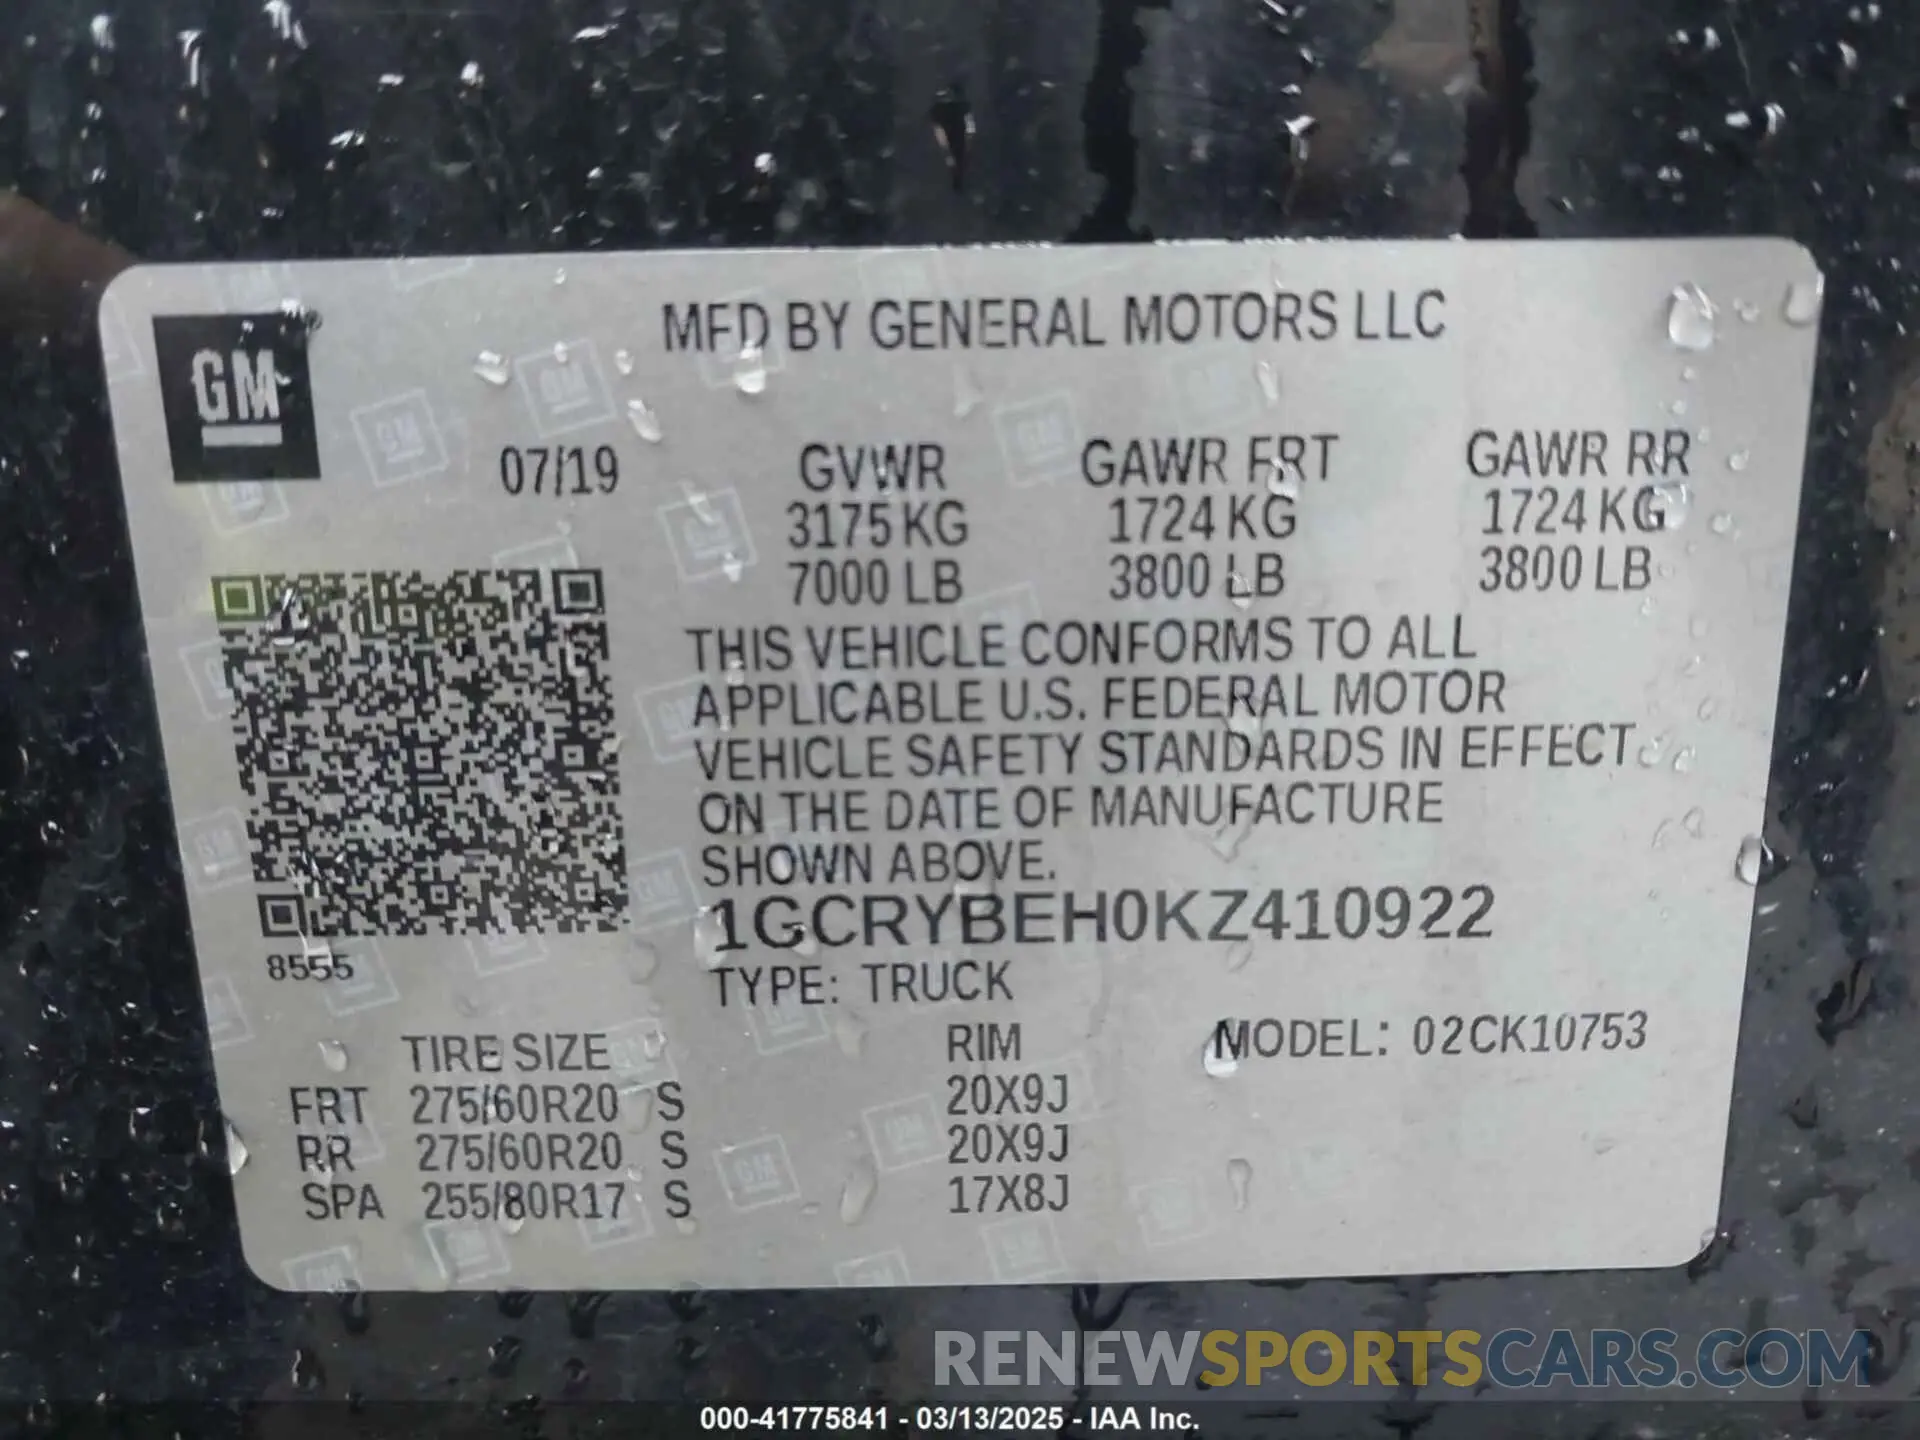 MFD BY GENERAL MOTORS LLC
GM
07/19
GVWR GAWR FRT GAWR RR
3175 KG 1724 KG 1724 KG
7000 LB 3800 LB 3800 LB
THIS VEHICLE CONFORMS TO ALL
APPLICABLE U.S. FEDERAL MOTOR
VEHICLE SAFETY STANDARDS IN EFFECT
ON THE DATE OF MANUFACTURE
SHOWN ABOVE.
1GCRYBEH0KZ410922
8555
TYPE: TRUCK
TIRE SIZE RIM MODEL: 02CK10753
FRT 275/60R20 S 20X9J
RR 275/60R20 S 20X9J
SPA 255/80R17 S 17X8J
RENEWSPORTSCARS.COM
000-41775841 - 03/13/2025 - IAA Inc.